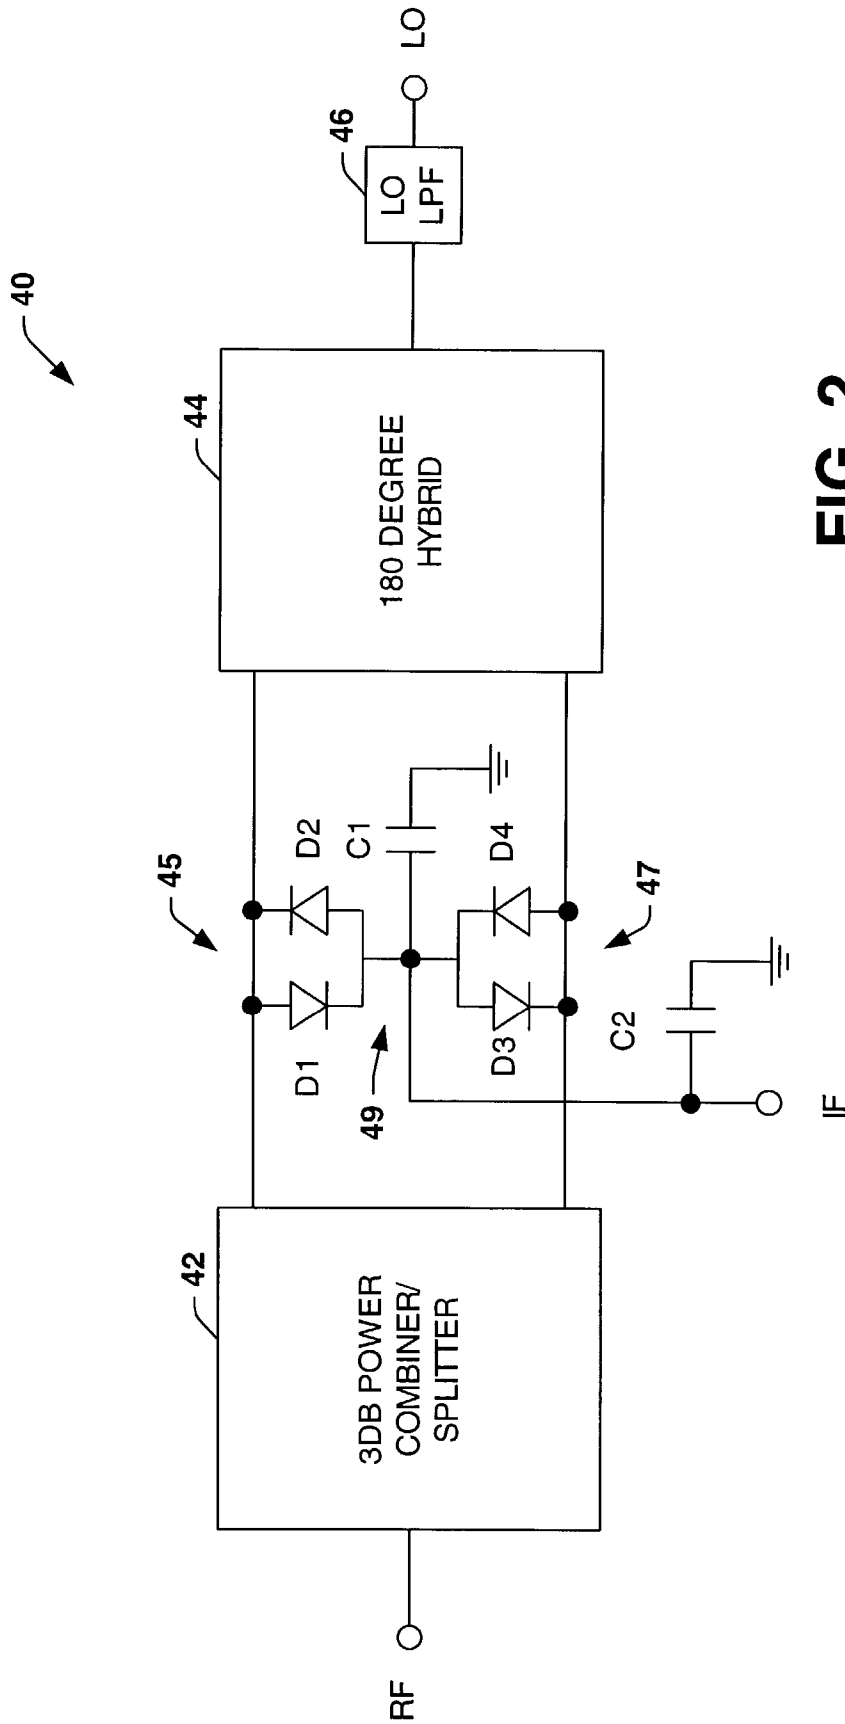 40
LO
46
LO
LPF
44
180 DEGREE
HYBRID
45
D2
C1
D4
47
D1
49
D3
C2
IF
42
3DB POWER
COMBINER/
SPLITTER
RF
FIG. 2